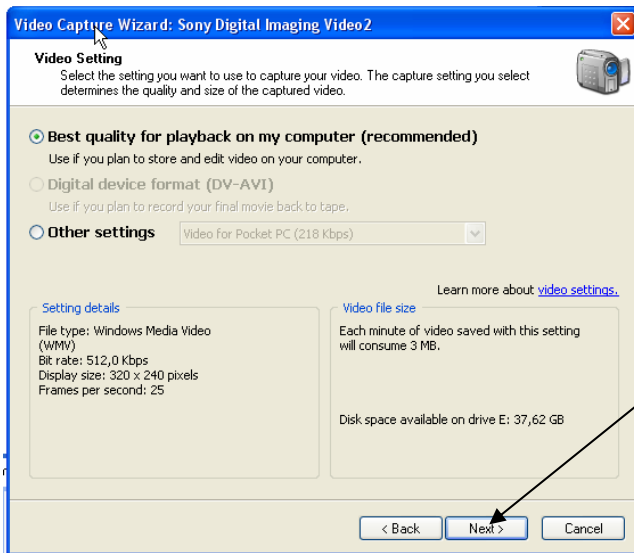 Video Capture Wizard: Sony Digital Imaging Video2
Video Setting
Select the setting you want to use to capture your video. The capture setting you select
determines the quality and size of the captured video.
Best quality for playback on my computer (recommended)
Use if you plan to store and edit video on your computer.
Digital device format (DV-AVI)
Use if you plan to record your final movie back to tape.
Other settings
Video for Pocket PC (218 Kbps)
Learn more about video settings.
Setting details
File type: Windows Media Video
(WMV)
Bit rate: 512,0 Kbps
Display size: 320 x 240 pixels
Frames per second: 25
Video file size
Each minute of video saved with this setting
will consume 3 MB.
Disk space available on drive E: 37,62 GB
< Back
Next >
Cancel